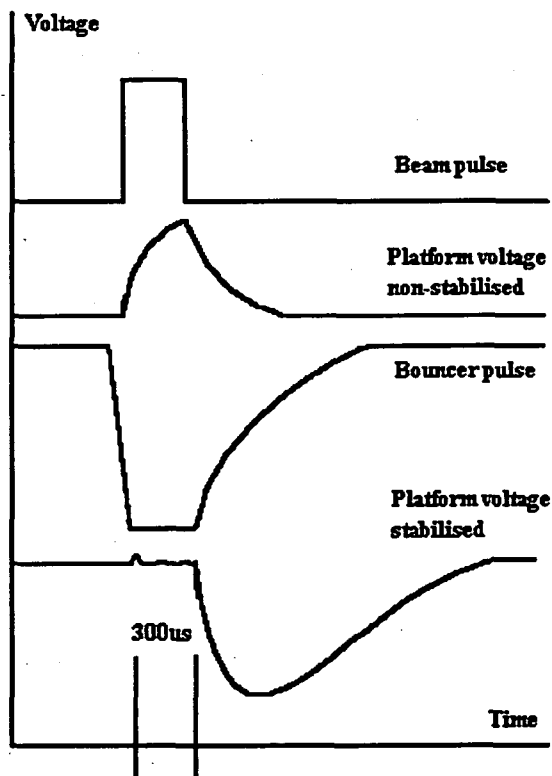 Voltage
Beam pulse
Platform voltage
non-stabilised
Bouncer pulse
Platform voltage
stabilised
300us
Time